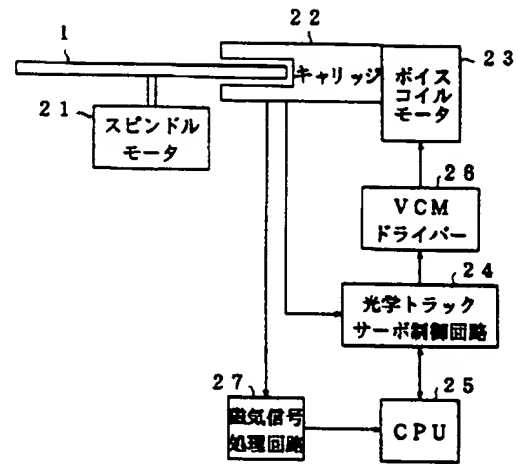 1
22
キャリッジ
ボイス
コイル
モータ
23
21
スピンドル
モータ
26
VCM
ドライバー
24
光学トラック
サーボ制御回路
27
磁気信号
処理回路
25
CPU